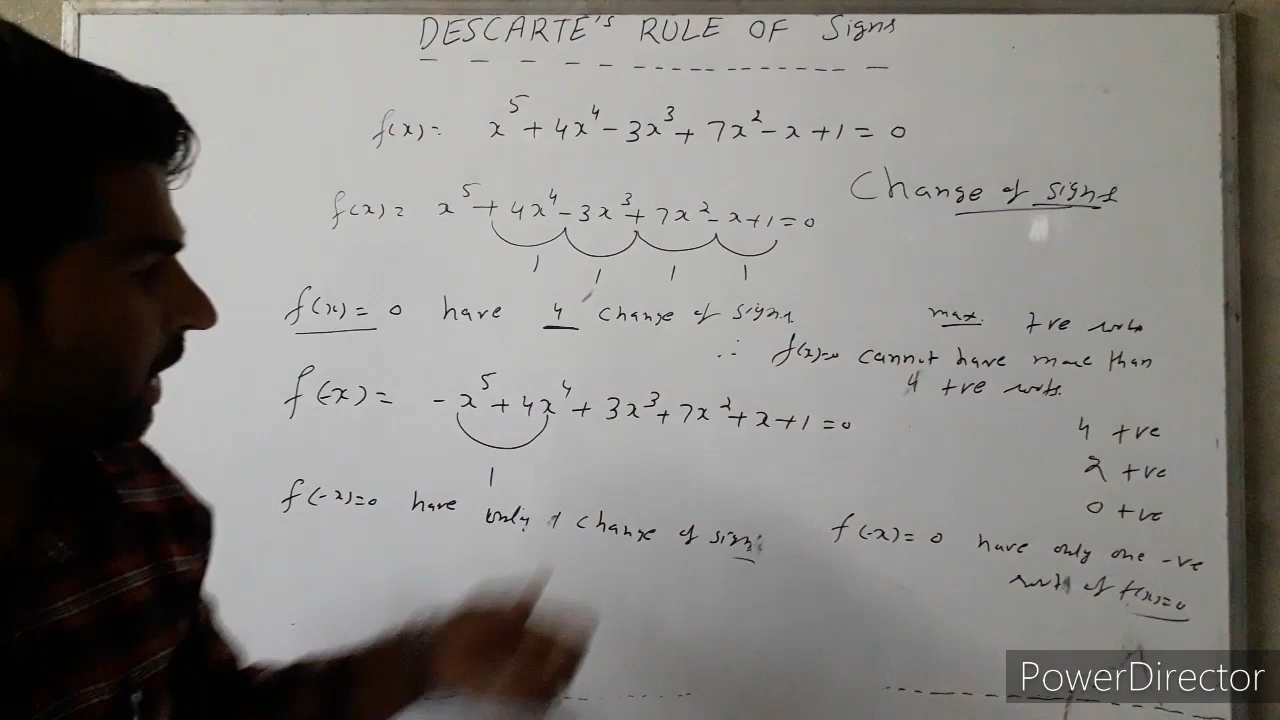 DESCARTE's RULE OF Signs
f(x) = x^5 + 4x^4 - 3x^3 + 7x^2 - x + 1 = 0
Change of signs
f(x) = x^5 + 4x^4 - 3x^3 + 7x^2 - x + 1 = 0
1 1 1 1
f(x) = 0 have 4 change of signs
max. +ve roots
∴ f(x)=0 cannot have more than
4 +ve roots.
f(-x) = - x^5 + 4x^4 + 3x^3 + 7x^2 + x + 1 = 0
1
4 +ve
2 +ve
0 +ve
f(-x)=0 have only 1 change of sign
f(-x) = 0 have only one -ve
root of f(x)=0
PowerDirector